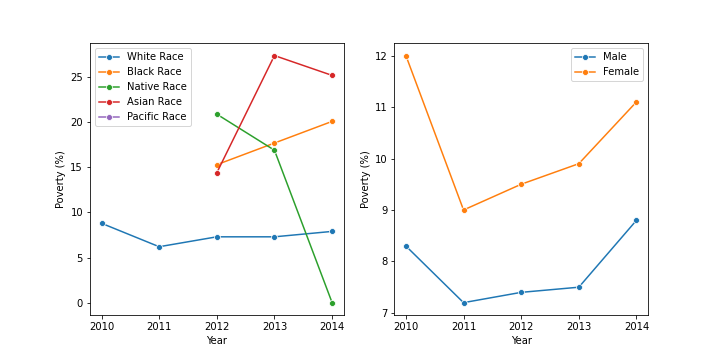 White Race
Black Race
Native Race
Asian Race
Pacific Race
25
20
15
10
5
0
Poverty (%)
2010 2011 2012 2013 2014
Year
Male
Female
12
11
10
9
8
7
Poverty (%)
2010 2011 2012 2013 2014
Year